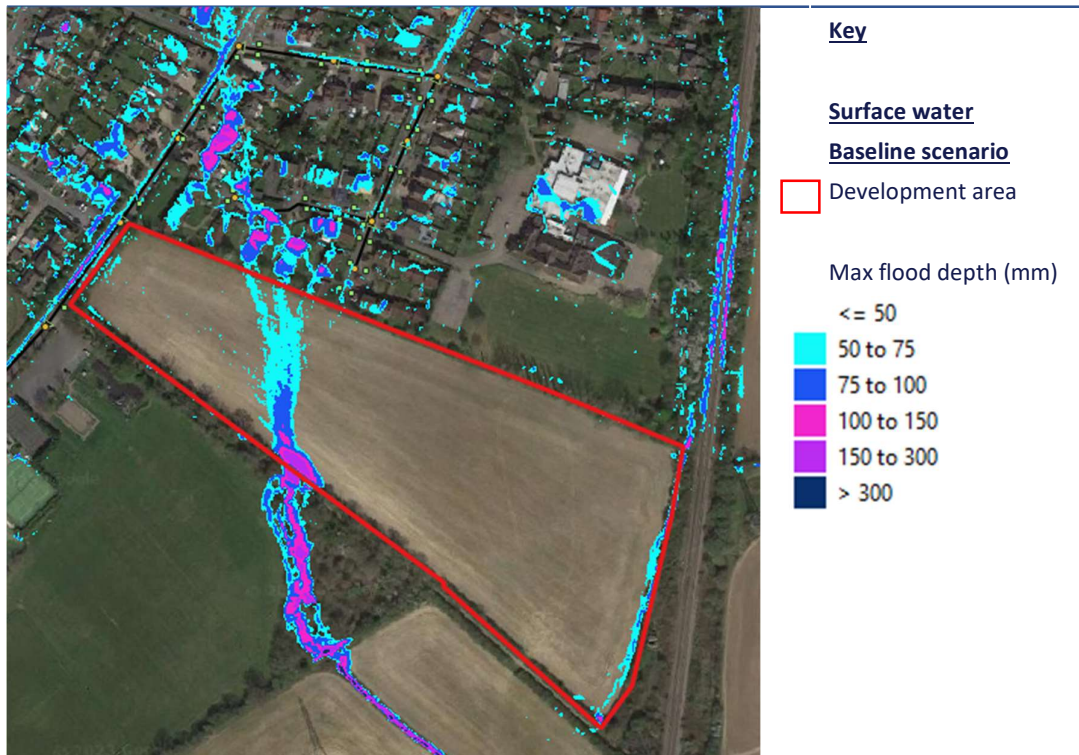 Key
Surface water
Baseline scenario
Development area
Max flood depth (mm)
<= 50
50 to 75
75 to 100
100 to 150
150 to 300
> 300